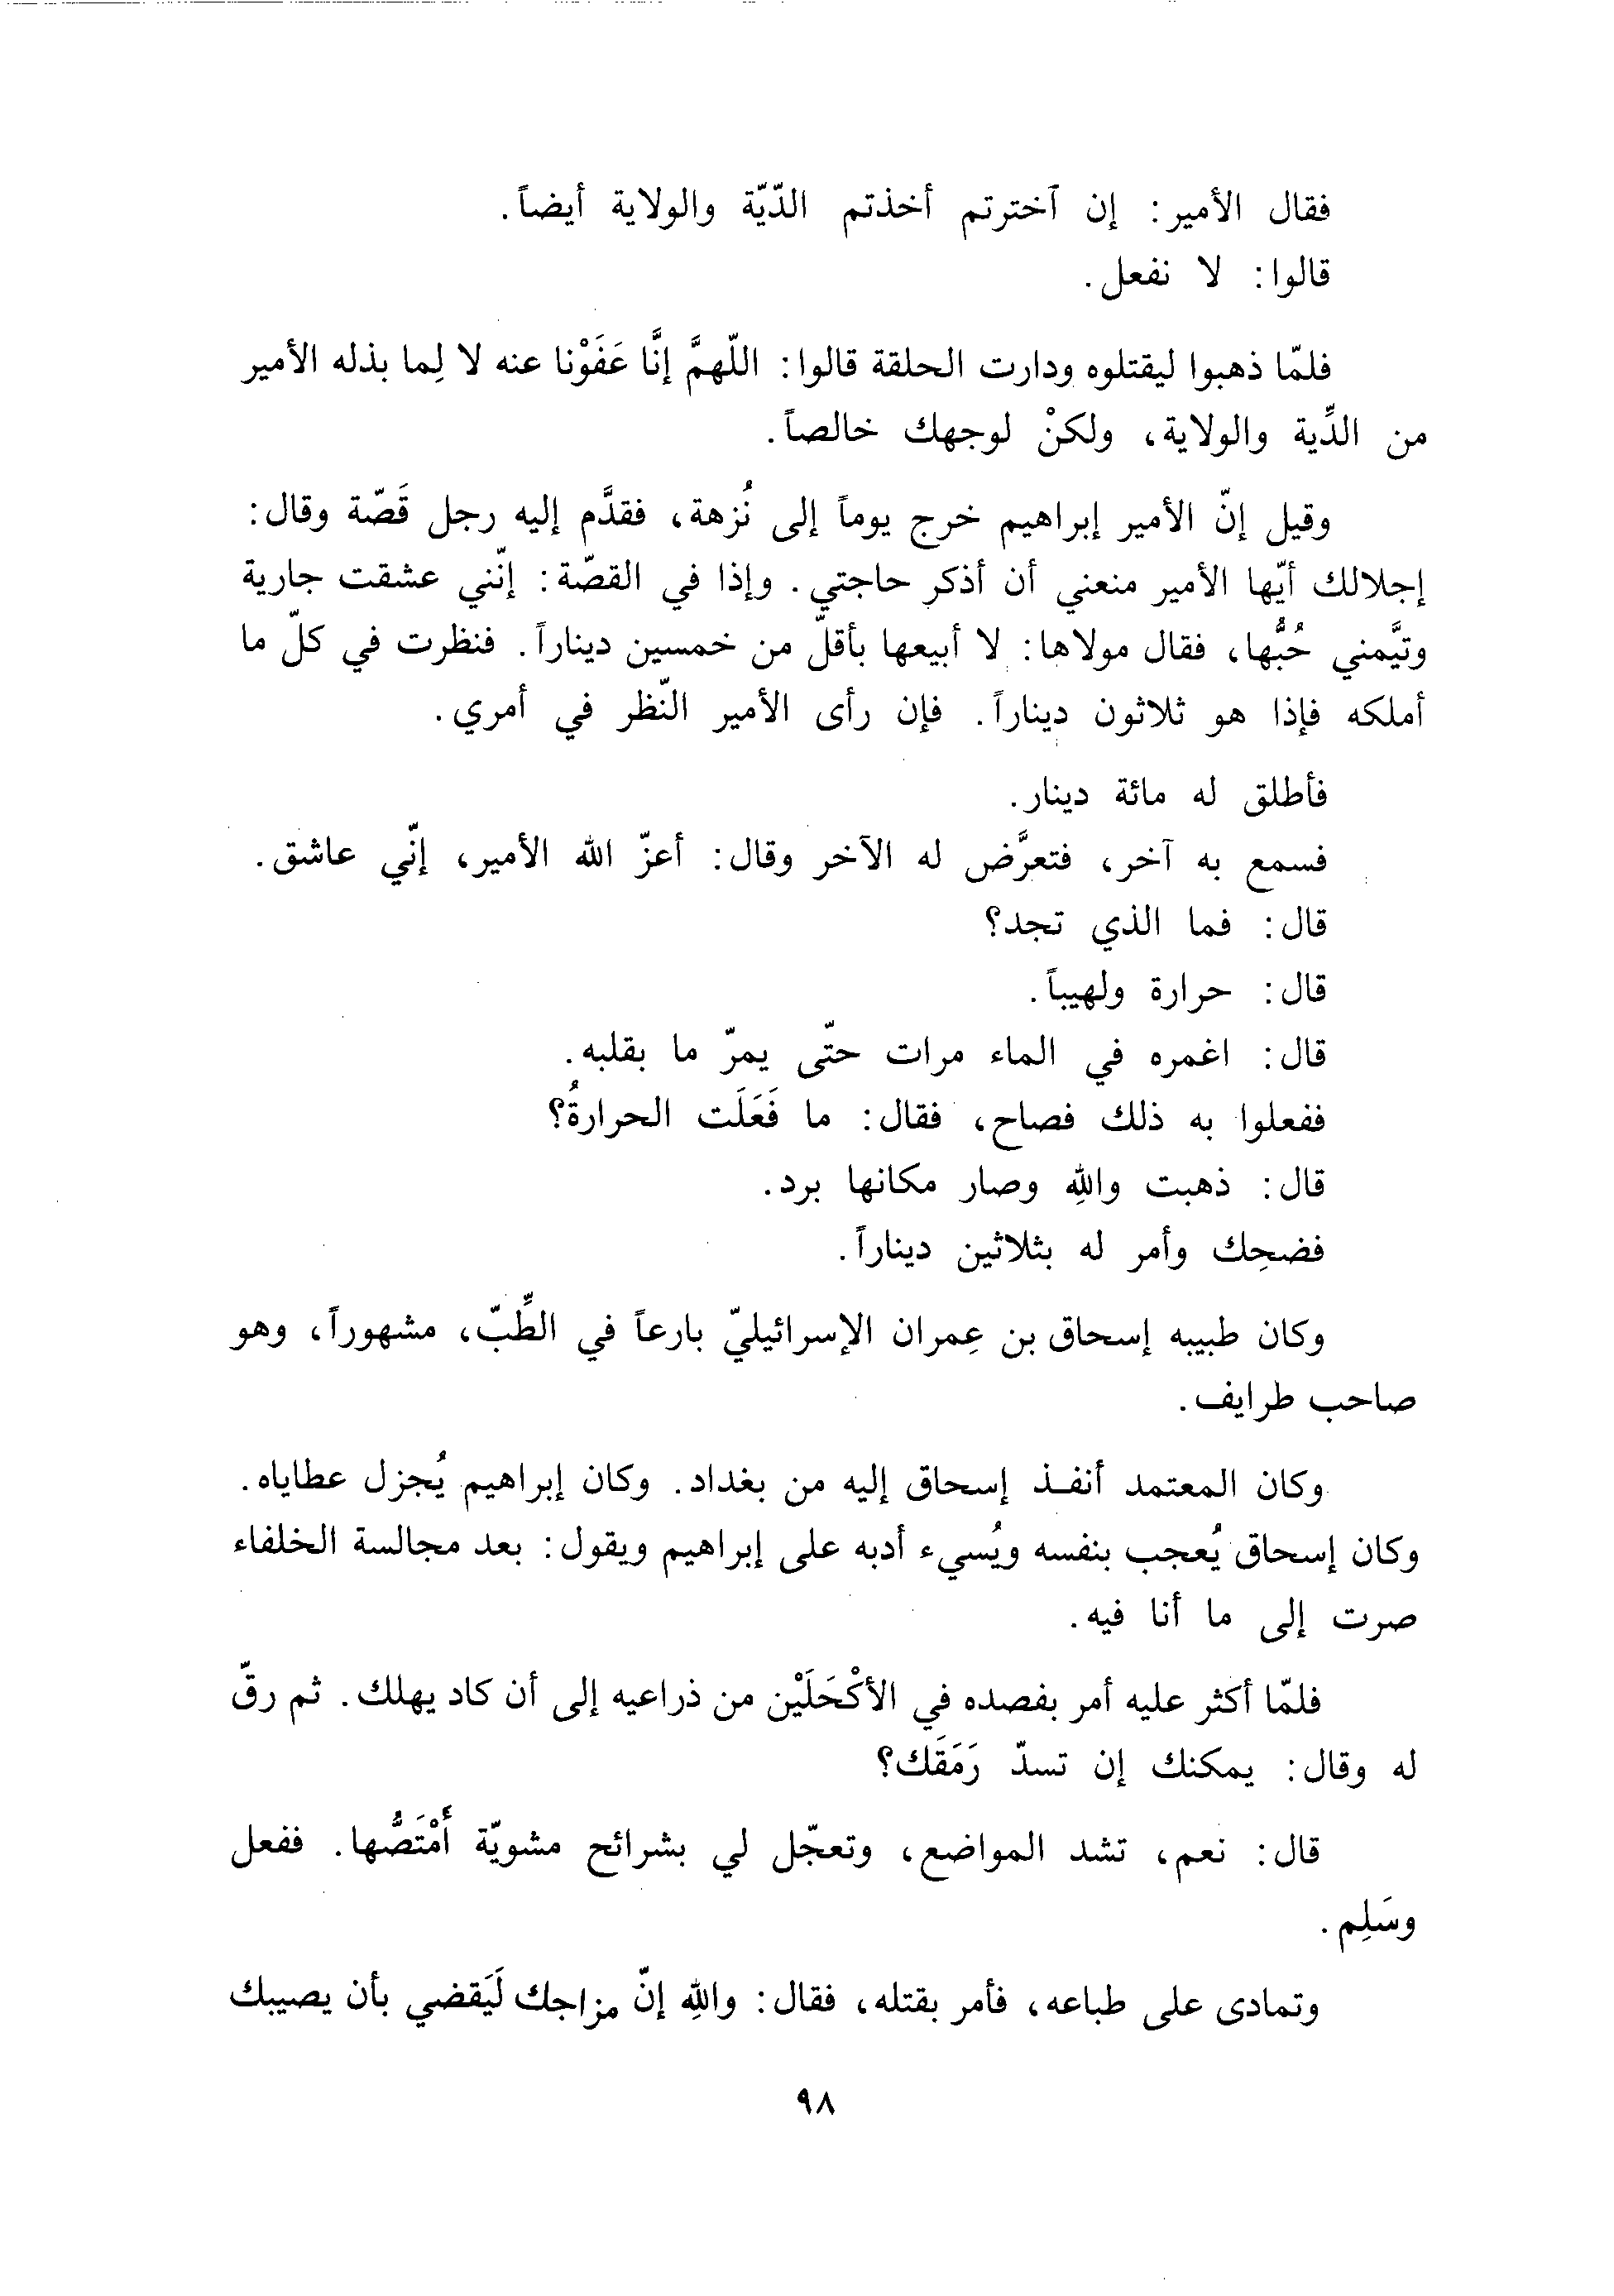 فقال الأمير: إن آخترتم أخذتم الدّيّة والولاية أيضاً.
قالوا: لا نفعل.
فلمّا ذهبوا ليقتلوه ودارت الحلقة قالوا: اللّهمَّ إنَّا عَفَوْنا عنه لا لِما بذله الأمير
من الدِّية والولاية، ولكنْ لوجهك خالصاً.
وقيل إنّ الأمير إبراهيم خرج يوماً إلى نُزهة، فقدَّم إليه رجل قَصّة وقال:
إجلالك أيّها الأمير منعني أن أذكر حاجتي. وإذا في القصّة: إنّني عشقت جارية
وتيَّمني حُبُّها، فقال مولاها: لا أبيعها بأقلّ من خمسين ديناراً. فنظرت في كلّ ما
أملكه فإذا هو ثلاثون ديناراً. فإن رأى الأمير النّظر في أمري.
فأطلق له مائة دينار.
فسمع به آخر، فتعرَّض له الآخر وقال: أعزّ الله الأمير، إنّي عاشق.
قال: فما الذي تجد؟
قال: حرارة ولهيباً.
قال: اغمره في الماء مرات حتّى يمرّ ما بقلبه.
ففعلوا به ذلك فصاح، فقال: ما فَعَلَت الحرارةُ؟
قال: ذهبت واللهِ وصار مكانها برد.
فضحِك وأمر له بثلاثين ديناراً.
وكان طبيبه إسحاق بن عِمران الإسرائيليّ بارعاً في الطِّبّ، مشهوراً، وهو
صاحب طرايف.
وكان المعتمد أنفذ إسحاق إليه من بغداد. وكان إبراهيم يُجزل عطاياه.
وكان إسحاق يُعجب بنفسه ويُسيء أدبه على إبراهيم ويقول: بعد مجالسة الخلفاء
صرت إلى ما أنا فيه.
فلمّا أكثر عليه أمر بفصده في الأكْحَلَيْن من ذراعيه إلى أن كاد يهلك. ثم رقّ
له وقال: يمكنك إن تسدّ رَمَقَك؟
قال: نعم، تشد المواضع، وتعجّل لي بشرائح مشويّة أَمْتَصُّها. ففعل
وسَلِم.
وتمادى على طباعه، فأمر بقتله، فقال: واللهِ إنّ مزاجك لَيَقضي بأن يصيبك
٩٨